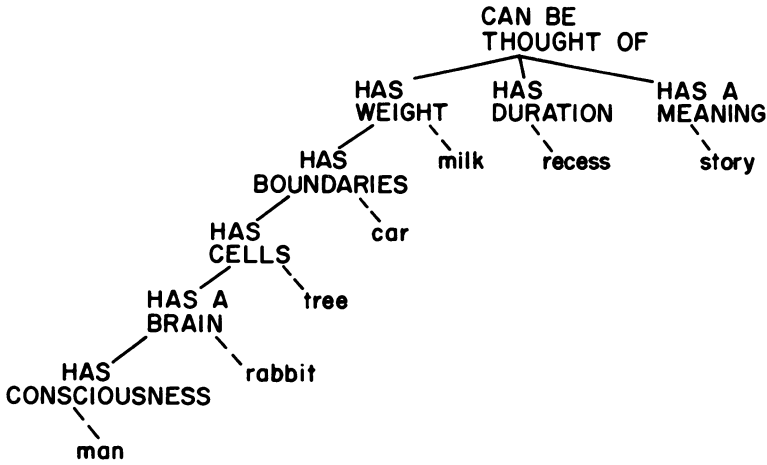 CAN BE
THOUGHT OF
HAS
WEIGHT
HAS
DURATION
HAS A
MEANING
milk
recess
story
HAS
BOUNDARIES
car
HAS
CELLS
tree
HAS A
BRAIN
rabbit
HAS
CONSCIOUSNESS
man